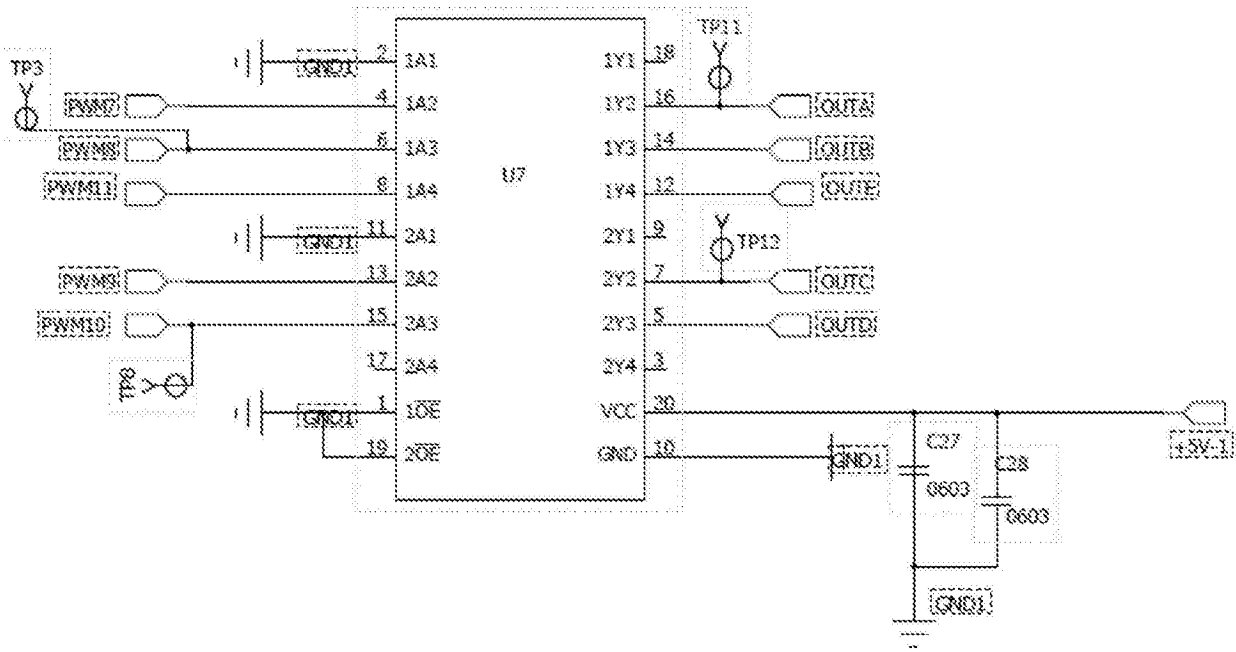 TP11
GND1 2 1A1 1Y1 18
TP3
PWM7 4 1A2 1Y2 16 OUTA
PWM8 6 1A3 1Y3 14 OUTB
U7
PWM11 8 1A4 1Y4 12 OUTE
GND1 11 2A1 2Y1 9
TP12
PWM9 13 2A2 2Y2 7 OUTC
PWM10 15 2A3 2Y3 5 OUTD
17 2A4 2Y4 3
TP8
GND1 1 1OE VCC 20
+5V-1
19 2OE GND 10 GND1
C27
C28
0603
0603
GND1